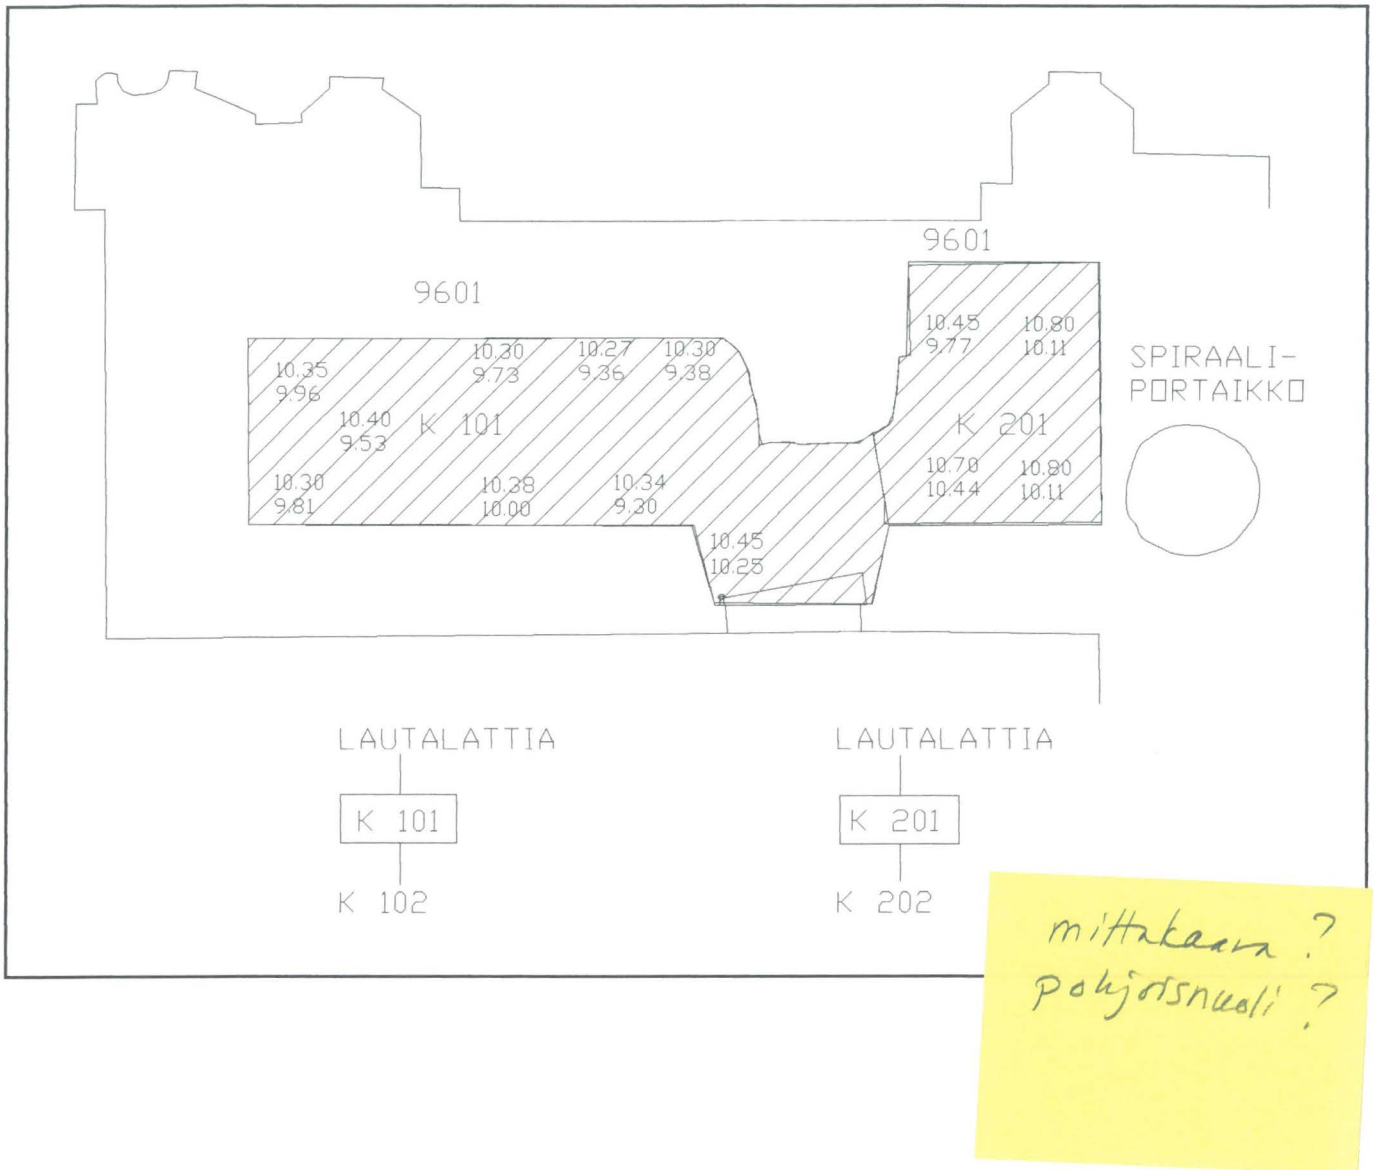 9601
9601
10.45
9.77
10.80
10.11
10.35
9.96
10.30
9.73
10.27
9.36
10.30
9.38
SPIRAALI-
PORTAIKKO
10.40
9.53
K 101
K 201
10.30
9.81
10.38
10.00
10.34
9.30
10.70
10.44
10.80
10.11
10.45
10.25
LAUTALATTIA
K 101
K 102
LAUTALATTIA
K 201
K 202
mittakaava ?
pohjoisnuoli ?